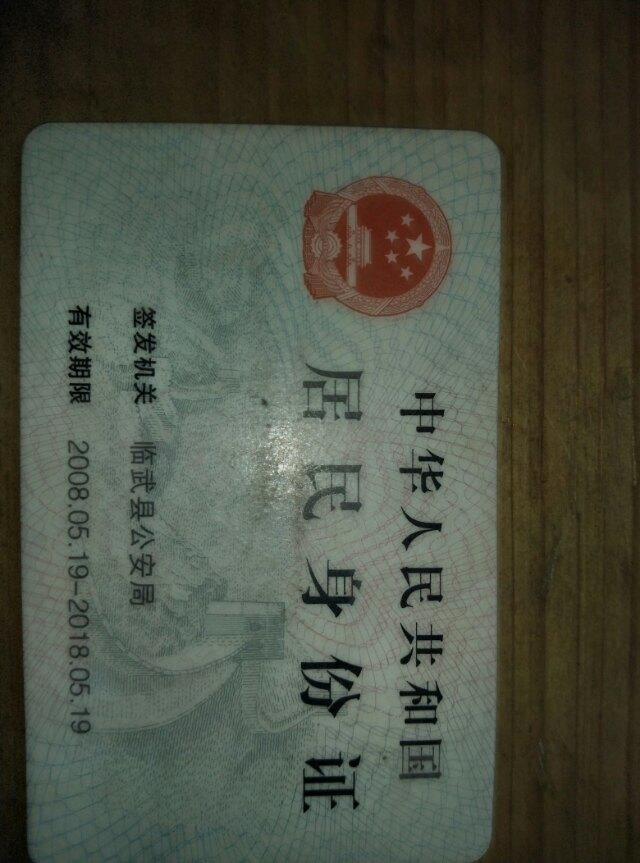 中华人民共和国
居民身份证
签发机关 临武县公安局
有效期限 2008.05.19-2018.05.19